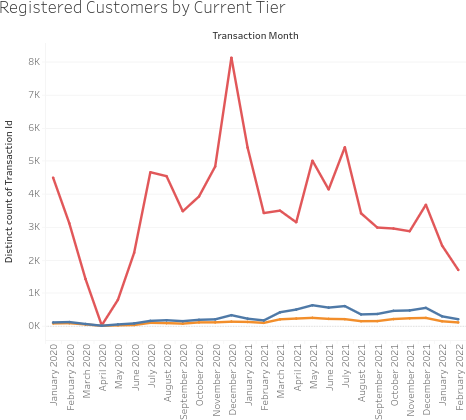 Registered Customers by Current Tier
Transaction Month
Distinct count of Transaction Id
8K
7K
6K
5K
4K
3K
2K
1K
0K
January 2020
February 2020
March 2020
April 2020
May 2020
June 2020
July 2020
August 2020
September 2020
October 2020
November 2020
December 2020
January 2021
February 2021
March 2021
April 2021
May 2021
June 2021
July 2021
August 2021
September 2021
October 2021
November 2021
December 2021
January 2022
February 2022